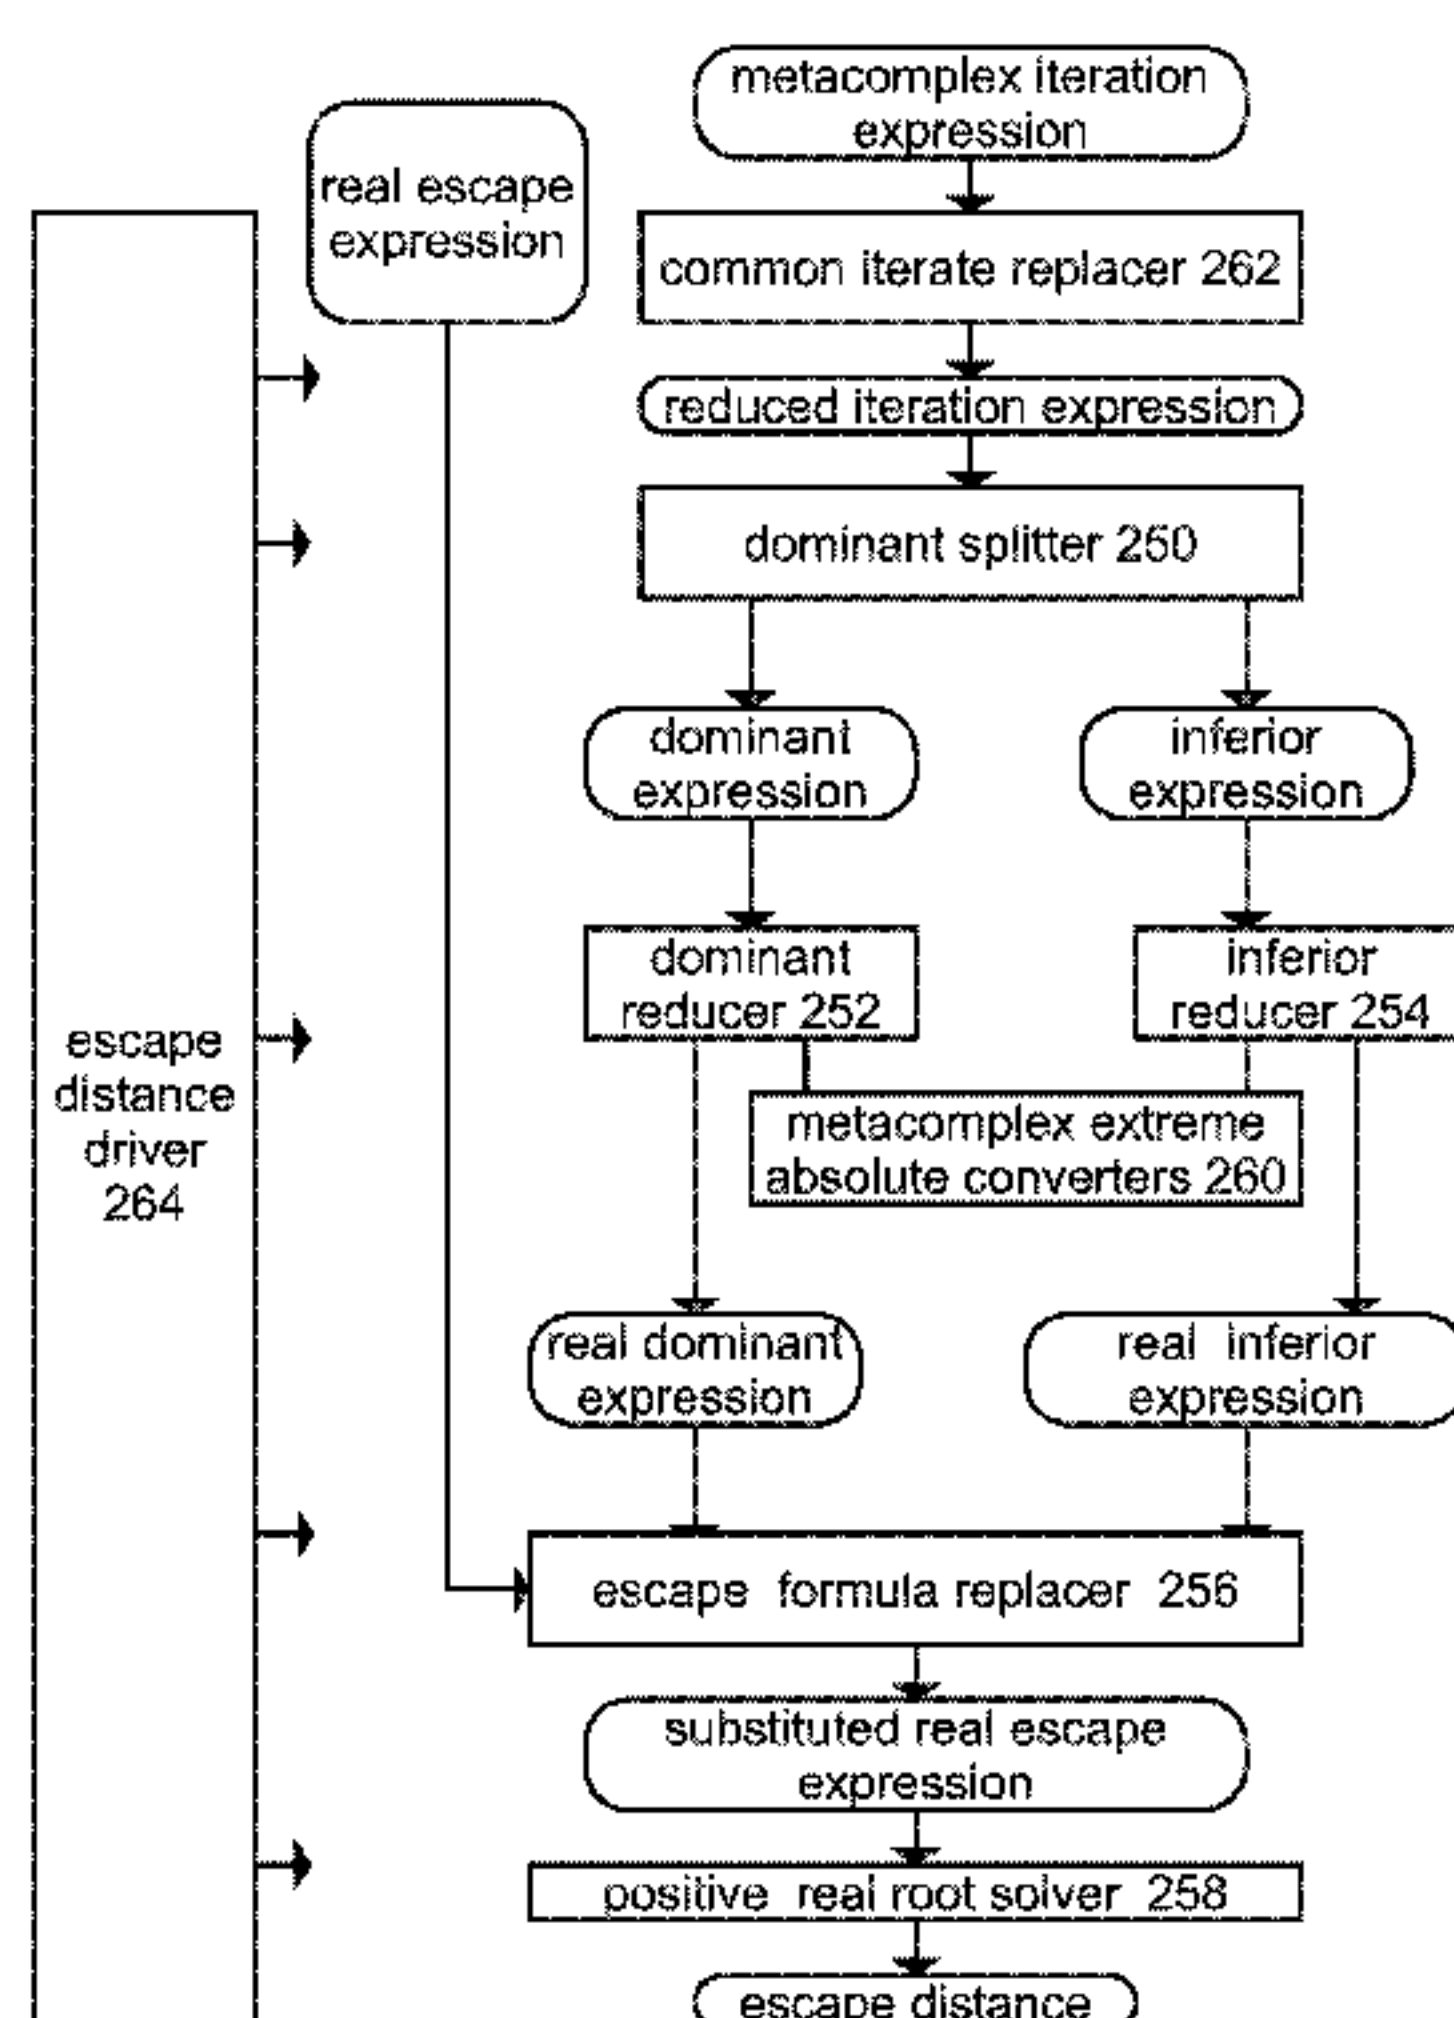 metacomplex iteration
expression
real escape
expression
common iterate replacer 262
reduced iteration expression
dominant splitter 250
dominant
expression
inferior
expression
dominant
reducer 252
inferior
reducer 254
escape
distance
driver
264
metacomplex extreme
absolute converters 260
real dominant
expression
real inferior
expression
escape formula replacer 256
substituted real escape
expression
positive real root solver 258
escape distance